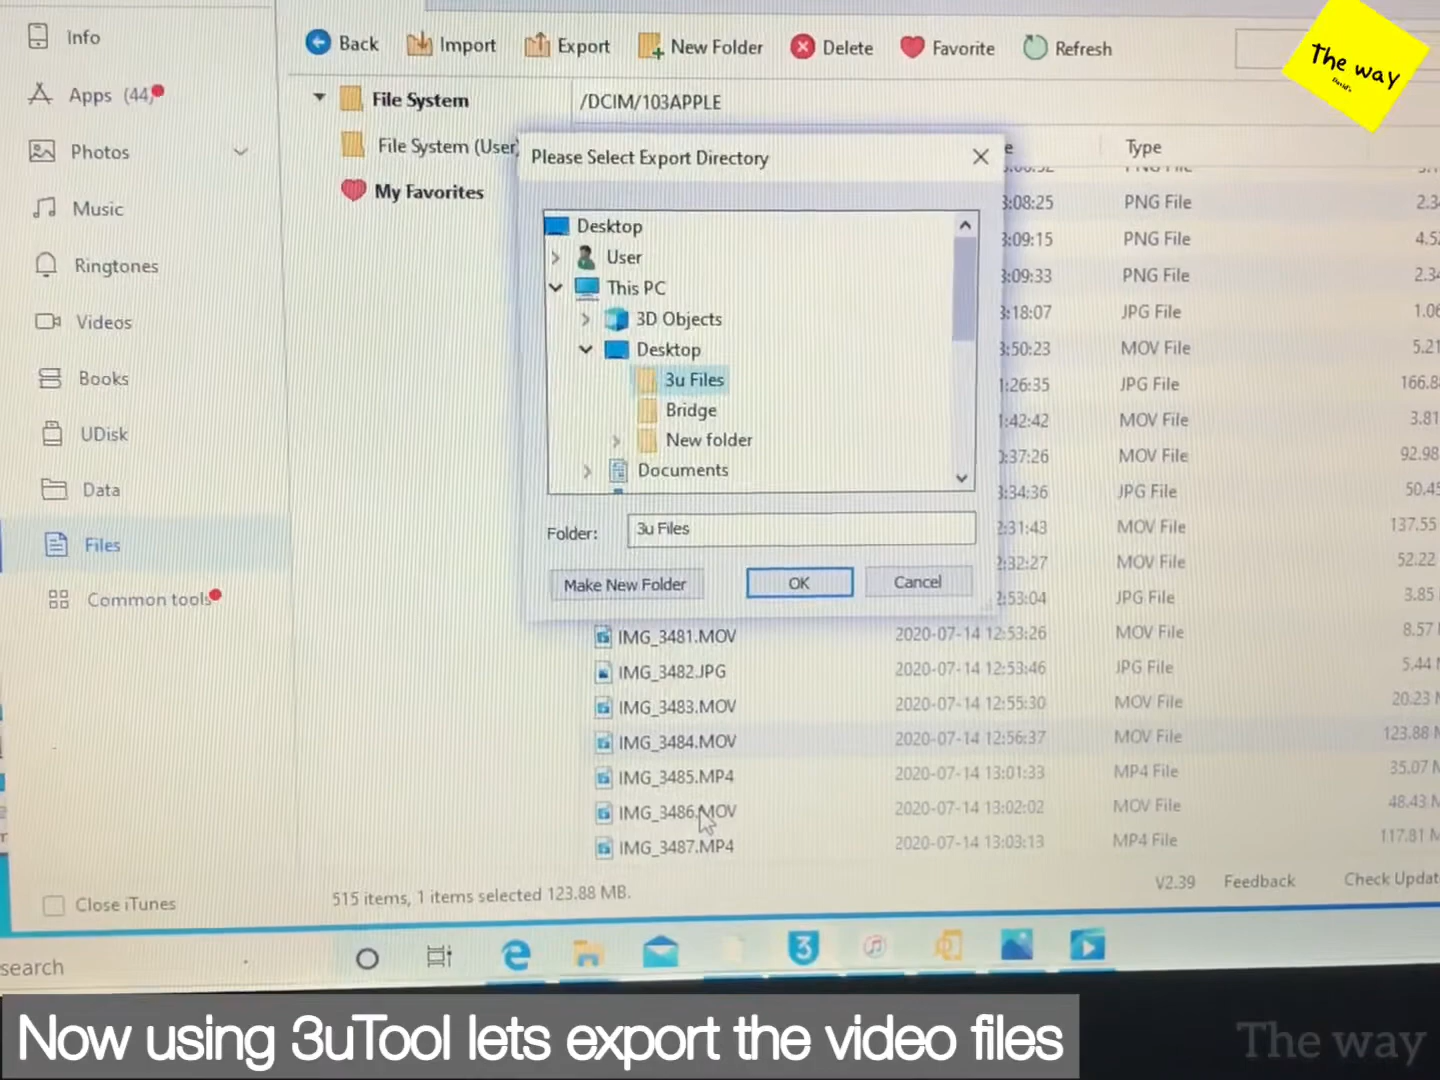 Info
Apps (44)
Photos
Music
Ringtones
Videos
Books
UDisk
Data
Files
Common tools
Close iTunes
Back Import Export New Folder Delete Favorite Refresh
The way
File System
File System (User)
My Favorites
/DCIM/103APPLE
Type
Please Select Export Directory
Desktop
User
This PC
3D Objects
Desktop
3u Files
Bridge
New folder
Documents
Folder: 3u Files
Make New Folder OK Cancel
3:08:25 PNG File
3:09:15 PNG File 4.5
3:09:33 PNG File
3:18:07 JPG File 1.06
3:50:23 MOV File 5.21
1:26:35 JPG File 166.8
1:42:42 MOV File 3.81
0:37:26 MOV File 92.98
3:34:36 JPG File 50.45
2:31:43 MOV File 137.55
2:32:27 MOV File 52.22
2:53:04 JPG File 3.85
IMG_3481.MOV 2020-07-14 12:53:26 MOV File 8.57
IMG_3482.JPG 2020-07-14 12:53:46 JPG File 5.44
IMG_3483.MOV 2020-07-14 12:55:30 MOV File 20.23
IMG_3484.MOV 2020-07-14 12:56:37 MOV File 123.88
IMG_3485.MP4 2020-07-14 13:01:33 MP4 File 35.07
IMG_3486.MOV 2020-07-14 13:02:02 MOV File 48.43
IMG_3487.MP4 2020-07-14 13:03:13 MP4 File 117.81
515 items, 1 items selected 123.88 MB.
V2.39 Feedback Check Updat
search
Now using 3uTool lets export the video files
The way